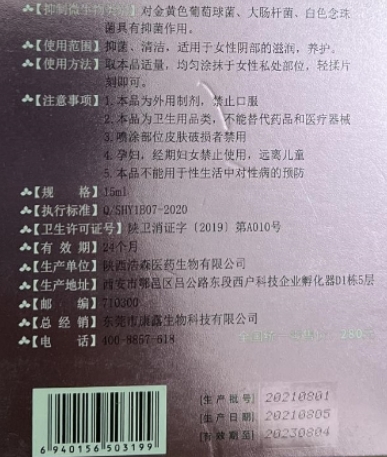 【抑制微生物类别】对金黄色葡萄球菌、大肠杆菌、白色念珠
菌具有抑菌作用。
【使用范围】抑菌、清洁，适用于女性阴部的滋润，养护。
【使用方法】取本品适量，均匀涂抹于女性私处部位，轻揉片
刻即可。
【注意事项】1.本品为外用制剂，禁止口服
2.本品为卫生用品类，不能替代药品和医疗器械
3.喷涂部位皮肤破损者禁用
4.孕妇，经期妇女禁止使用，远离儿童
5.本品不能用于性生活中对性病的预防
【规 格】15ml
【执行标准】Q/SHY1B07-2020
【卫生许可证号】陕卫消证字〔2019〕第A010号
【有 效 期】24个月
【生产单位】陕西浩森医药生物有限公司
【生产地址】西安市鄠邑区吕公路东段西户科技企业孵化器D1栋5层
【邮 编】710300
【总 经 销】东莞市康鑫生物科技有限公司
【电 话】400-8857-618
[生产批号] 20210801
[生产日期] 20210805
[有效期至] 20230804
6 940156 503199